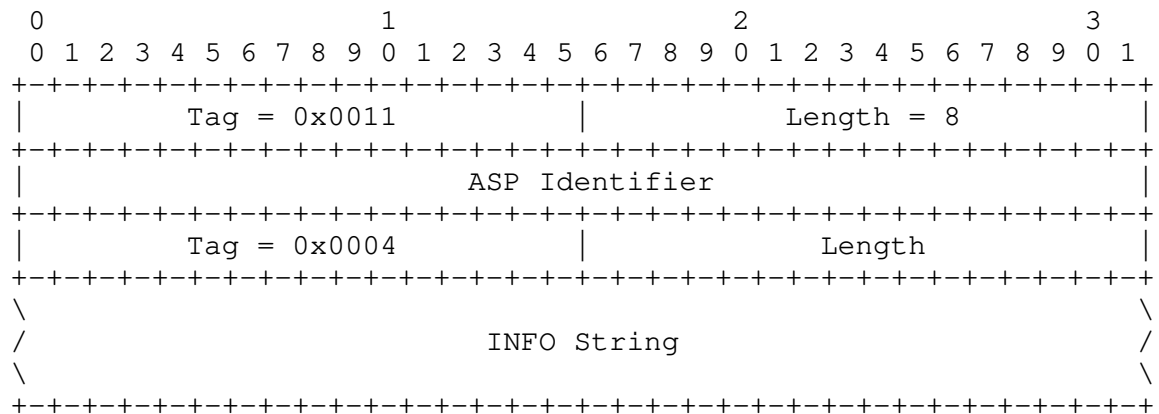 0                   1                   2                   3
 0 1 2 3 4 5 6 7 8 9 0 1 2 3 4 5 6 7 8 9 0 1 2 3 4 5 6 7 8 9 0 1
+-+-+-+-+-+-+-+-+-+-+-+-+-+-+-+-+-+-+-+-+-+-+-+-+-+-+-+-+-+-+-+-+
|         Tag = 0x0011          |           Length = 8          |
+-+-+-+-+-+-+-+-+-+-+-+-+-+-+-+-+-+-+-+-+-+-+-+-+-+-+-+-+-+-+-+-+
|                         ASP Identifier                        |
+-+-+-+-+-+-+-+-+-+-+-+-+-+-+-+-+-+-+-+-+-+-+-+-+-+-+-+-+-+-+-+-+
|         Tag = 0x0004          |             Length            |
+-+-+-+-+-+-+-+-+-+-+-+-+-+-+-+-+-+-+-+-+-+-+-+-+-+-+-+-+-+-+-+-+
\                                                               \
/                          INFO String                          /
\                                                               \
+-+-+-+-+-+-+-+-+-+-+-+-+-+-+-+-+-+-+-+-+-+-+-+-+-+-+-+-+-+-+-+-+